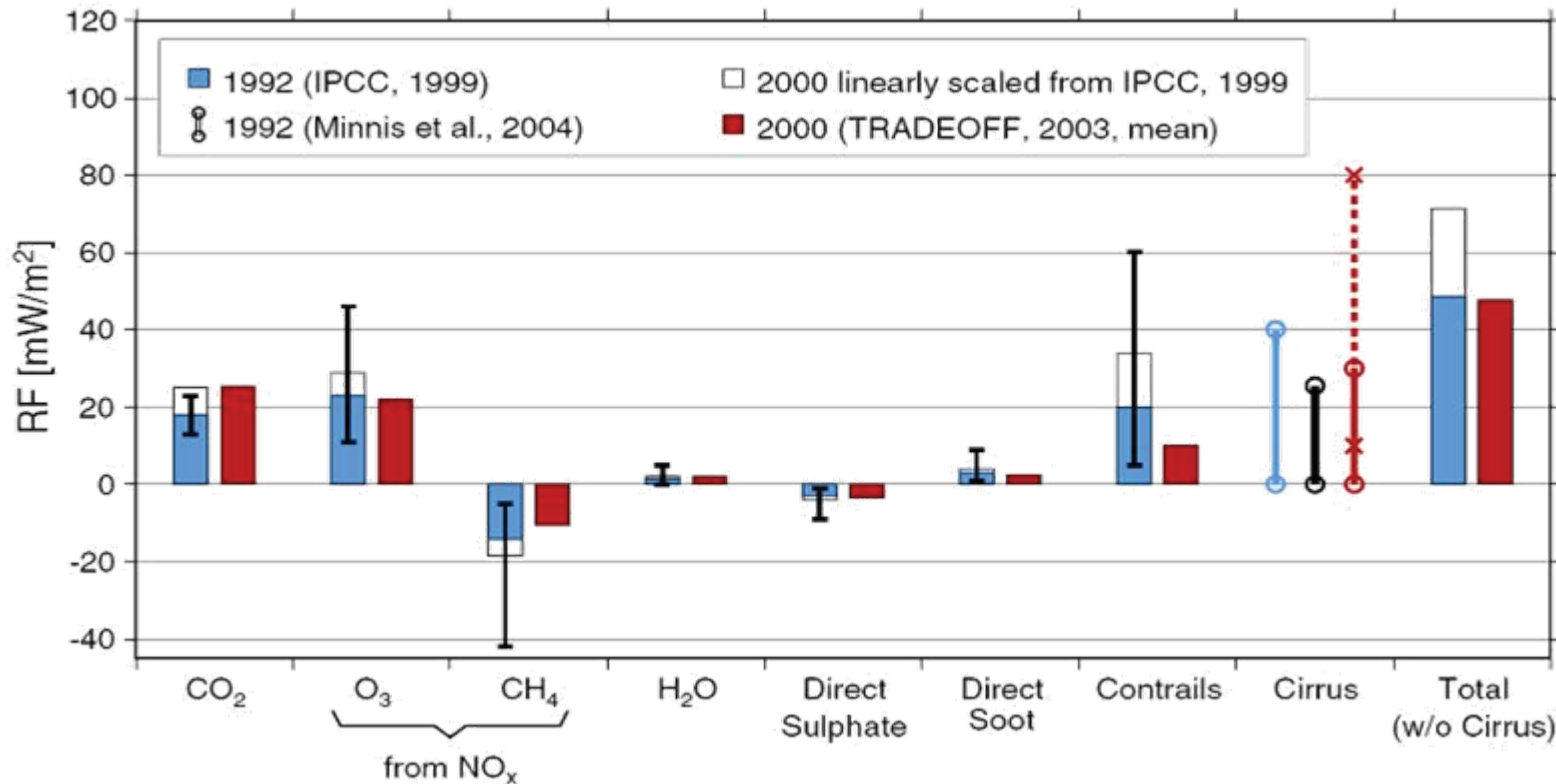 120
100
80
60
40
20
0
-20
-40
RF [mW/m²]
1992 (IPCC, 1999)
1992 (Minnis et al., 2004)
2000 linearly scaled from IPCC, 1999
2000 (TRADEOFF, 2003, mean)
CO₂
O₃
CH₄
H₂O
Direct
Sulphate
Direct
Soot
Contrails
Cirrus
Total
(w/o Cirrus)
from NOₓ